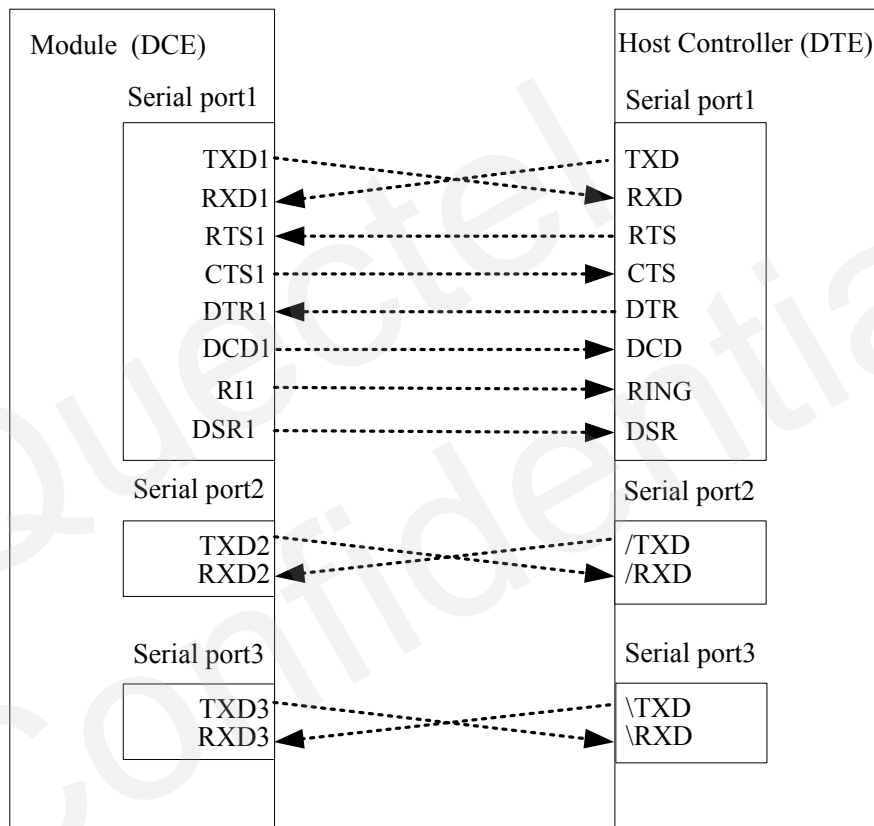 Module (DCE)
Host Controller (DTE)
Serial port1
Serial port1
TXD1
TXD
RXD1
RXD
RTS1
RTS
CTS1
CTS
DTR1
DTR
DCD1
DCD
RI1
RING
DSR1
DSR
Serial port2
Serial port2
TXD2
/TXD
RXD2
/RXD
Serial port3
Serial port3
TXD3
\TXD
RXD3
\RXD
Quectel
Confidentia